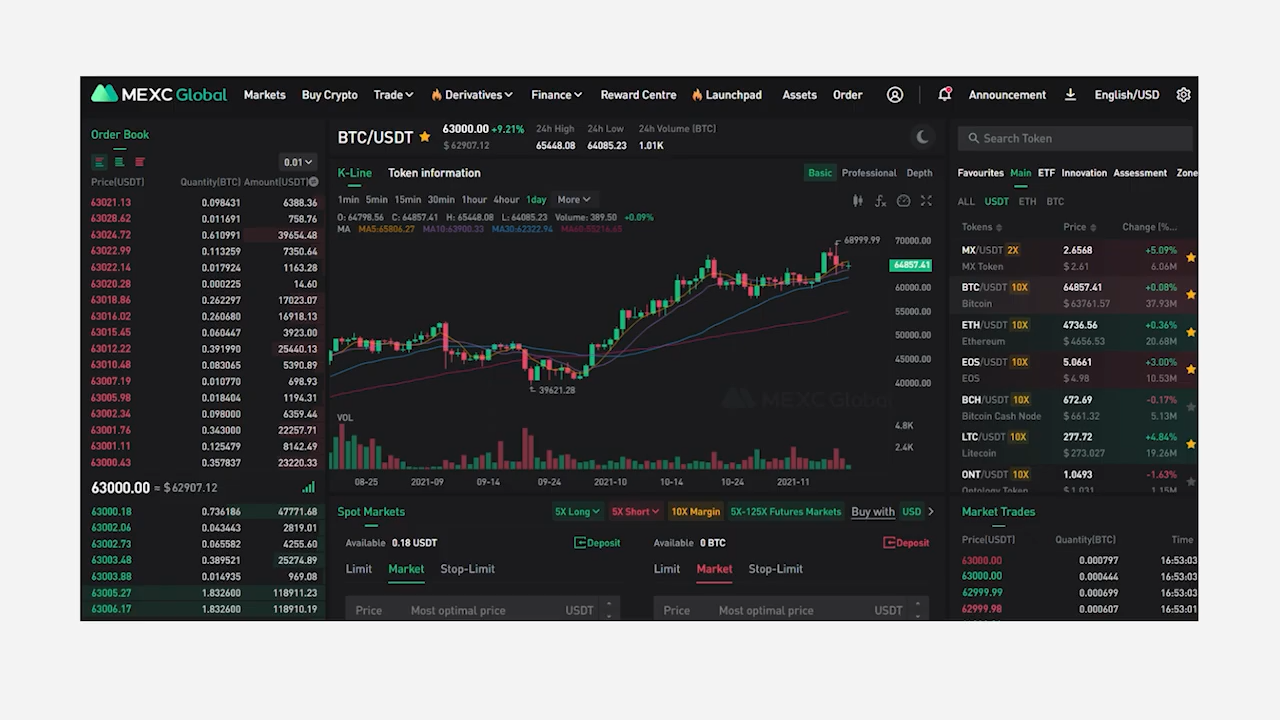 MEXC Global Markets Buy Crypto Trade Derivatives Finance Reward Centre Launchpad Assets Order Announcement English/USD
Order Book
0.01
Price(USDT) Quantity(BTC) Amount(USDT)
63021.13 0.098431 6388.36
63028.62 0.011691 758.76
63024.72 0.610991 39654.48
63022.99 0.113259 7350.64
63022.14 0.017924 1163.28
63020.28 0.000225 14.60
63018.86 0.262297 17023.07
63016.02 0.260680 16918.13
63015.45 0.060447 3923.00
63012.22 0.391990 25440.13
63010.48 0.083065 5390.89
63007.19 0.010770 698.93
63005.98 0.018404 1194.31
63002.34 0.098000 6359.44
63001.76 0.343000 22257.71
63001.11 0.125479 8142.49
63000.43 0.357837 23220.33
63000.00 = $ 62907.12
63000.18 0.736186 47771.68
63002.06 0.043443 2819.01
63002.73 0.065582 4255.60
63003.48 0.389521 25274.89
63003.88 0.014935 969.08
63005.27 1.832600 118911.23
63006.17 1.832600 118910.19
BTC/USDT 63000.00 +9.21% 24h High 24h Low 24h Volume (BTC)
$ 62907.12 65448.08 64085.23 1.01K
K-Line Token information Basic Professional Depth
1min 5min 15min 30min 1hour 4hour 1day More
O: 64798.56 C: 64857.41 H: 65448.08 L: 64085.23 Volume: 389.50 +0.09%
MA MA5:65806.27 MA10:63900.33 MA30:62322.94 MA60:55216.65
68999.99
70000.00
64857.41
60000.00
55000.00
50000.00
45000.00
40000.00
39621.28
MEXC Global
VOL
4.8K
2.4K
08-25 2021-09 09-14 09-24 2021-10 10-14 10-24 2021-11
Spot Markets 5X Long 5X Short 10X Margin 5X-125X Futures Markets Buy with USD
Available 0.18 USDT Deposit Available 0 BTC Deposit
Limit Market Stop-Limit Limit Market Stop-Limit
Price Most optimal price USDT Price Most optimal price USDT
Search Token
Favourites Main ETF Innovation Assessment Zone
ALL USDT ETH BTC
Tokens Price Change (%...
MX/USDT 2X 2.6568 +5.09%
MX Token $ 2.61 6.06M
BTC/USDT 10X 64857.41 +0.08%
Bitcoin $ 63761.57 37.93M
ETH/USDT 10X 4736.56 +0.36%
Ethereum $ 4656.53 20.68M
EOS/USDT 10X 5.0661 +3.00%
EOS $ 4.98 10.53M
BCH/USDT 10X 672.69 -0.17%
Bitcoin Cash Node $ 661.32 5.13M
LTC/USDT 10X 277.72 +4.84%
Litecoin $ 273.027 19.26M
ONT/USDT 10X 1.0493 -1.63%
Ontology Token $ 1.031 1.15M
Market Trades
Price(USDT) Quantity(BTC) Time
63000.00 0.000797 16:53:03
63000.00 0.000444 16:53:03
62999.99 0.000699 16:53:03
62999.98 0.000607 16:53:01